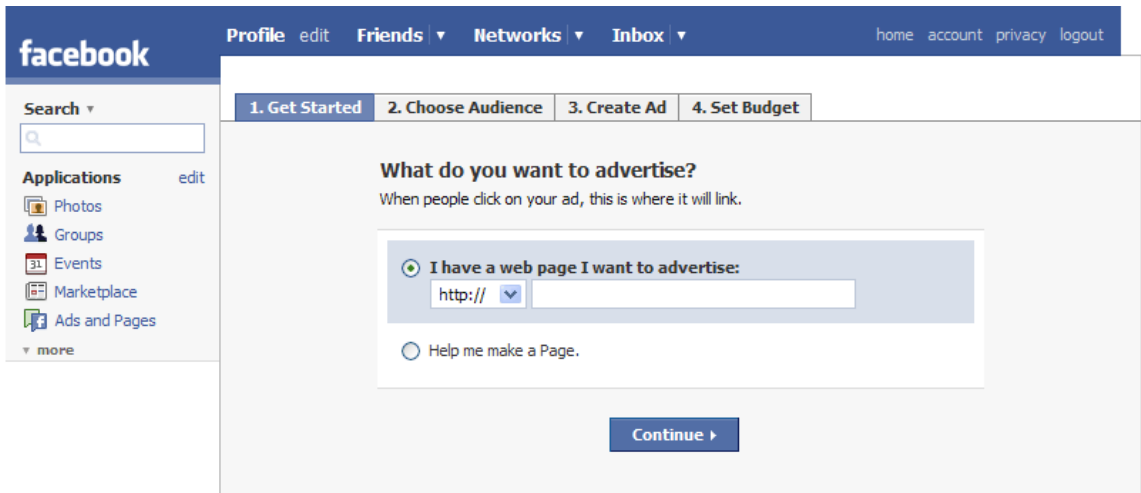 facebook
Profile edit Friends ▼ Networks ▼ Inbox ▼ home account privacy logout
Search ▼
Applications edit
Photos
Groups
31 Events
Marketplace
Ads and Pages
▼ more
1. Get Started 2. Choose Audience 3. Create Ad 4. Set Budget
What do you want to advertise?
When people click on your ad, this is where it will link.
I have a web page I want to advertise:
http://
Help me make a Page.
Continue